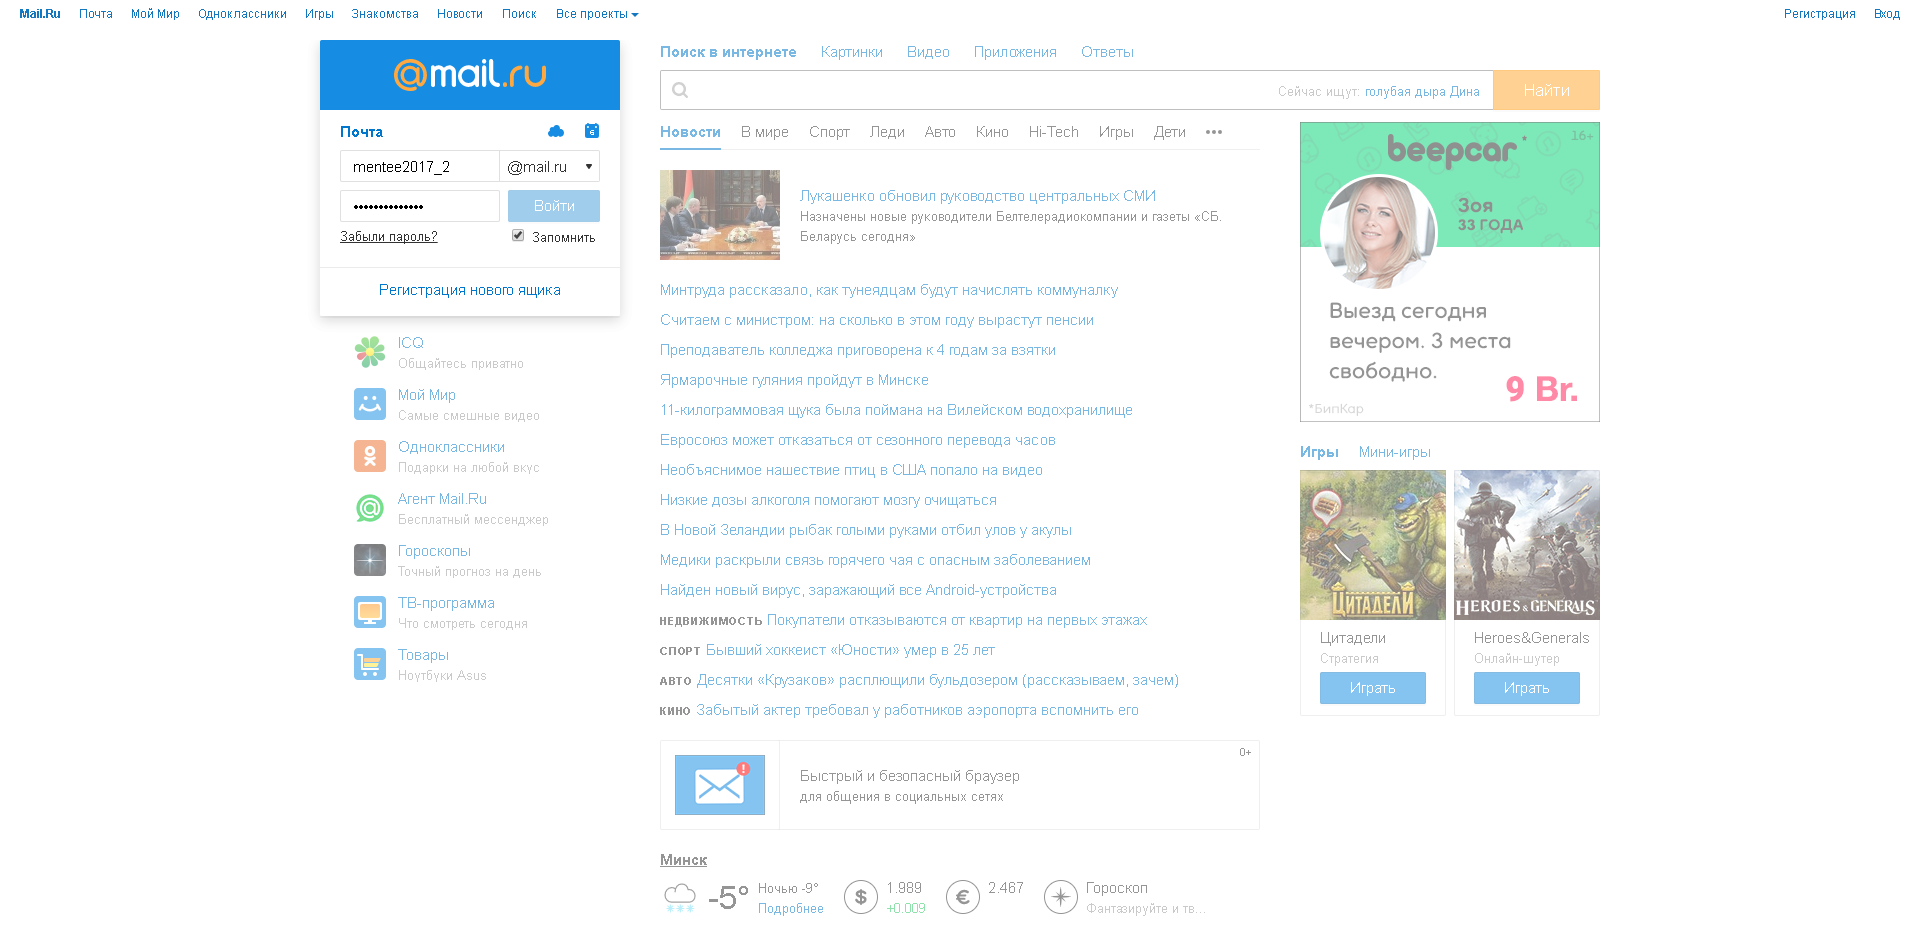 Mail.Ru Почта Мой Мир Одноклассники Игры Знакомства Новости Поиск Все проекты Регистрация Вход
@mail.ru
Почта
6
mentee2017_2 @mail.ru
•••••••••••••• Войти
Забыли пароль? Запомнить
Регистрация нового ящика
ICQ
Общайтесь приватно
Мой Мир
Самые смешные видео
Одноклассники
Подарки на любой вкус
Агент Mail.Ru
Бесплатный мессенджер
Гороскопы
Точный прогноз на день
ТВ-программа
Что смотреть сегодня
Товары
Ноутбуки Asus
Поиск в интернете Картинки Видео Приложения Ответы
Сейчас ищут: голубая дыра Дина Найти
Новости В мире Спорт Леди Авто Кино Hi-Tech Игры Дети •••
Лукашенко обновил руководство центральных СМИ
Назначены новые руководители Белтелерадиокомпании и газеты «СБ.
Беларусь сегодня»
Минтруда рассказало, как тунеядцам будут начислять коммуналку
Считаем с министром: на сколько в этом году вырастут пенсии
Преподаватель колледжа приговорена к 4 годам за взятки
Ярмарочные гуляния пройдут в Минске
11-килограммовая щука была поймана на Вилейском водохранилище
Евросоюз может отказаться от сезонного перевода часов
Необъяснимое нашествие птиц в США попало на видео
Низкие дозы алкоголя помогают мозгу очищаться
В Новой Зеландии рыбак голыми руками отбил улов у акулы
Медики раскрыли связь горячего чая с опасным заболеванием
Найден новый вирус, заражающий все Android-устройства
НЕДВИЖИМОСТЬ Покупатели отказываются от квартир на первых этажах
СПОРТ Бывший хоккеист «Юности» умер в 25 лет
АВТО Десятки «Крузаков» расплющили бульдозером (рассказываем, зачем)
КИНО Забытый актер требовал у работников аэропорта вспомнить его
0+
Быстрый и безопасный браузер
для общения в социальных сетях
Минск
-5° Ночью -9° $ 1.989 € 2.467 Гороскоп
Подробнее +0.009 Фантазируйте и тв...
16+
beepcar*
Зоя
33 ГОДА
Выезд сегодня
вечером. 3 места
свободно.
9 Br.
*БипКар
Игры Мини-игры
ЦИТАДЕЛИ
HEROES & GENERALS
Цитадели
Стратегия
Играть
Heroes&Generals
Онлайн-шутер
Играть